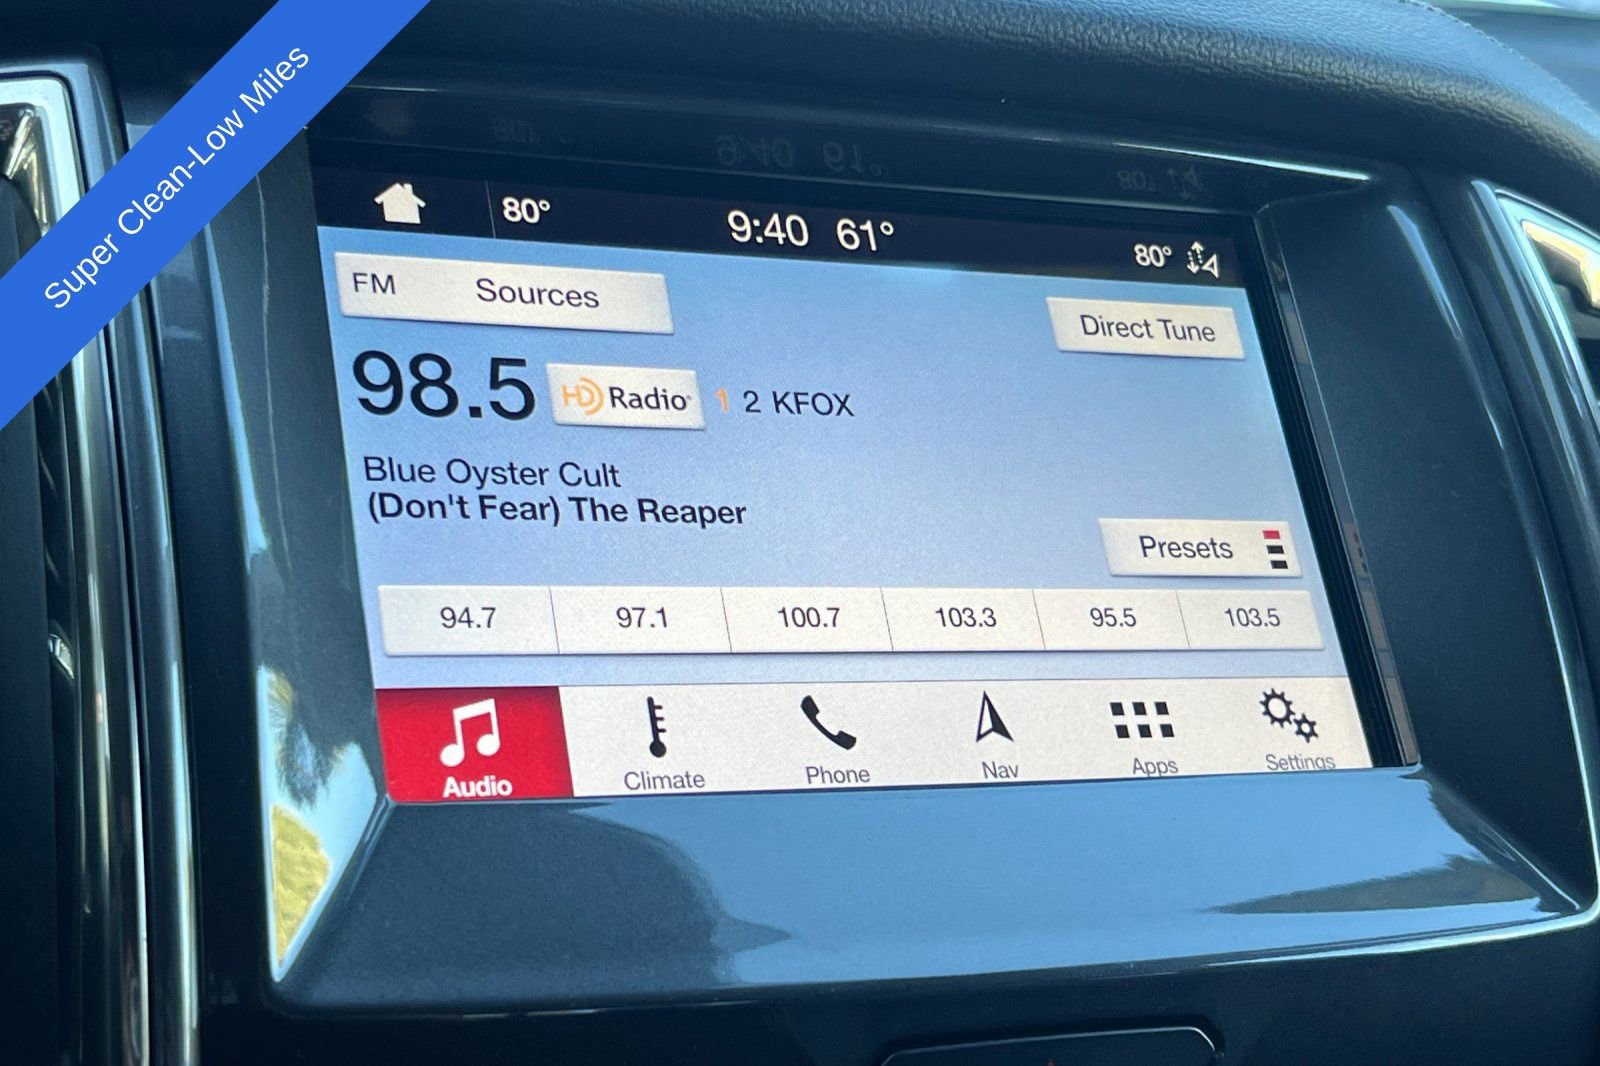 Super Clean-Low Miles
80° 9:40 61° 80°
FM Sources
Direct Tune
98.5 HD Radio 1 2 KFOX
Blue Oyster Cult
(Don't Fear) The Reaper
Presets
94.7 97.1 100.7 103.3 95.5 103.5
Audio Climate Phone Nav Apps Settings